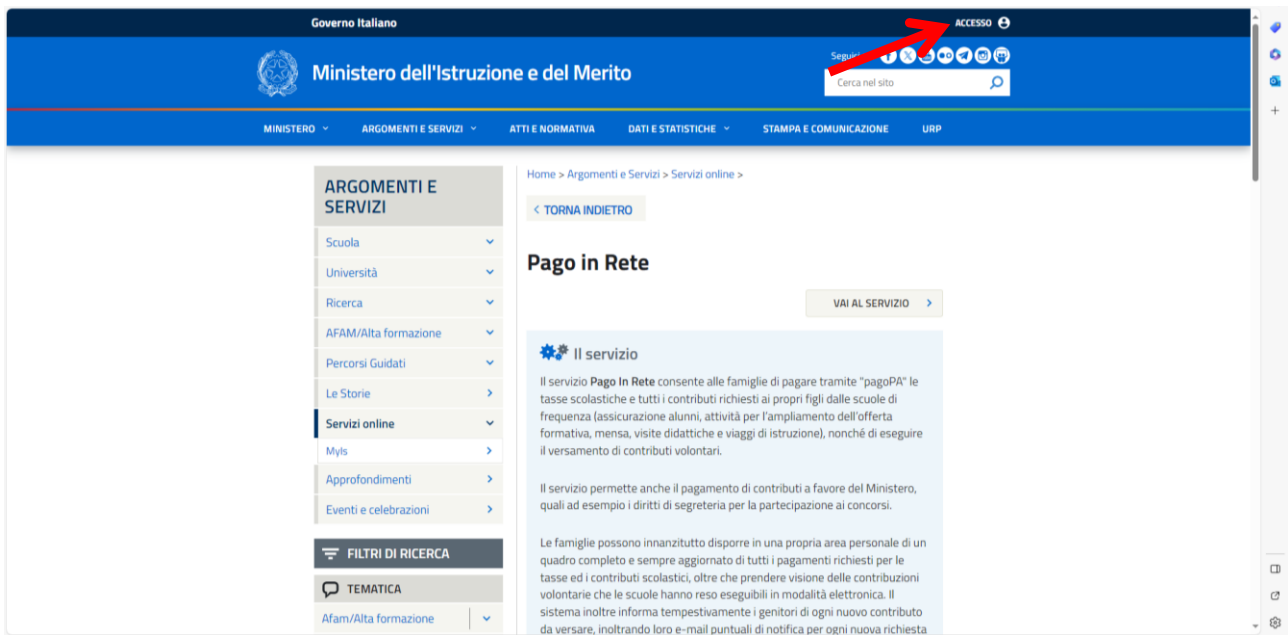 Governo Italiano
ACCESSO
Ministero dell'Istruzione e del Merito
Cerca nel sito
MINISTERO ARGOMENTI E SERVIZI ATTI E NORMATIVA DATI E STATISTICHE STAMPA E COMUNICAZIONE URP
ARGOMENTI E
SERVIZI
Scuola
Università
Ricerca
AFAM/Alta formazione
Percorsi Guidati
Le Storie
Servizi online
MyIs
Approfondimenti
Eventi e celebrazioni
FILTRI DI RICERCA
TEMATICA
Afam/Alta formazione
Home > Argomenti e Servizi > Servizi online >
< TORNA INDIETRO
Pago in Rete
VAI AL SERVIZIO >
Il servizio
Il servizio Pago In Rete consente alle famiglie di pagare tramite "pagoPA" le
tasse scolastiche e tutti i contributi richiesti ai propri figli dalle scuole di
frequenza (assicurazione alunni, attività per l'ampliamento dell'offerta
formativa, mensa, visite didattiche e viaggi di istruzione), nonché di eseguire
il versamento di contributi volontari.
Il servizio permette anche il pagamento di contributi a favore del Ministero,
quali ad esempio i diritti di segreteria per la partecipazione ai concorsi.
Le famiglie possono innanzitutto disporre in una propria area personale di un
quadro completo e sempre aggiornato di tutti i pagamenti richiesti per le
tasse ed i contributi scolastici, oltre che prendere visione delle contribuzioni
volontarie che le scuole hanno reso eseguibili in modalità elettronica. Il
sistema inoltre informa tempestivamente i genitori di ogni nuovo contributo
da versare, inoltrando loro e-mail puntuali di notifica per ogni nuova richiesta